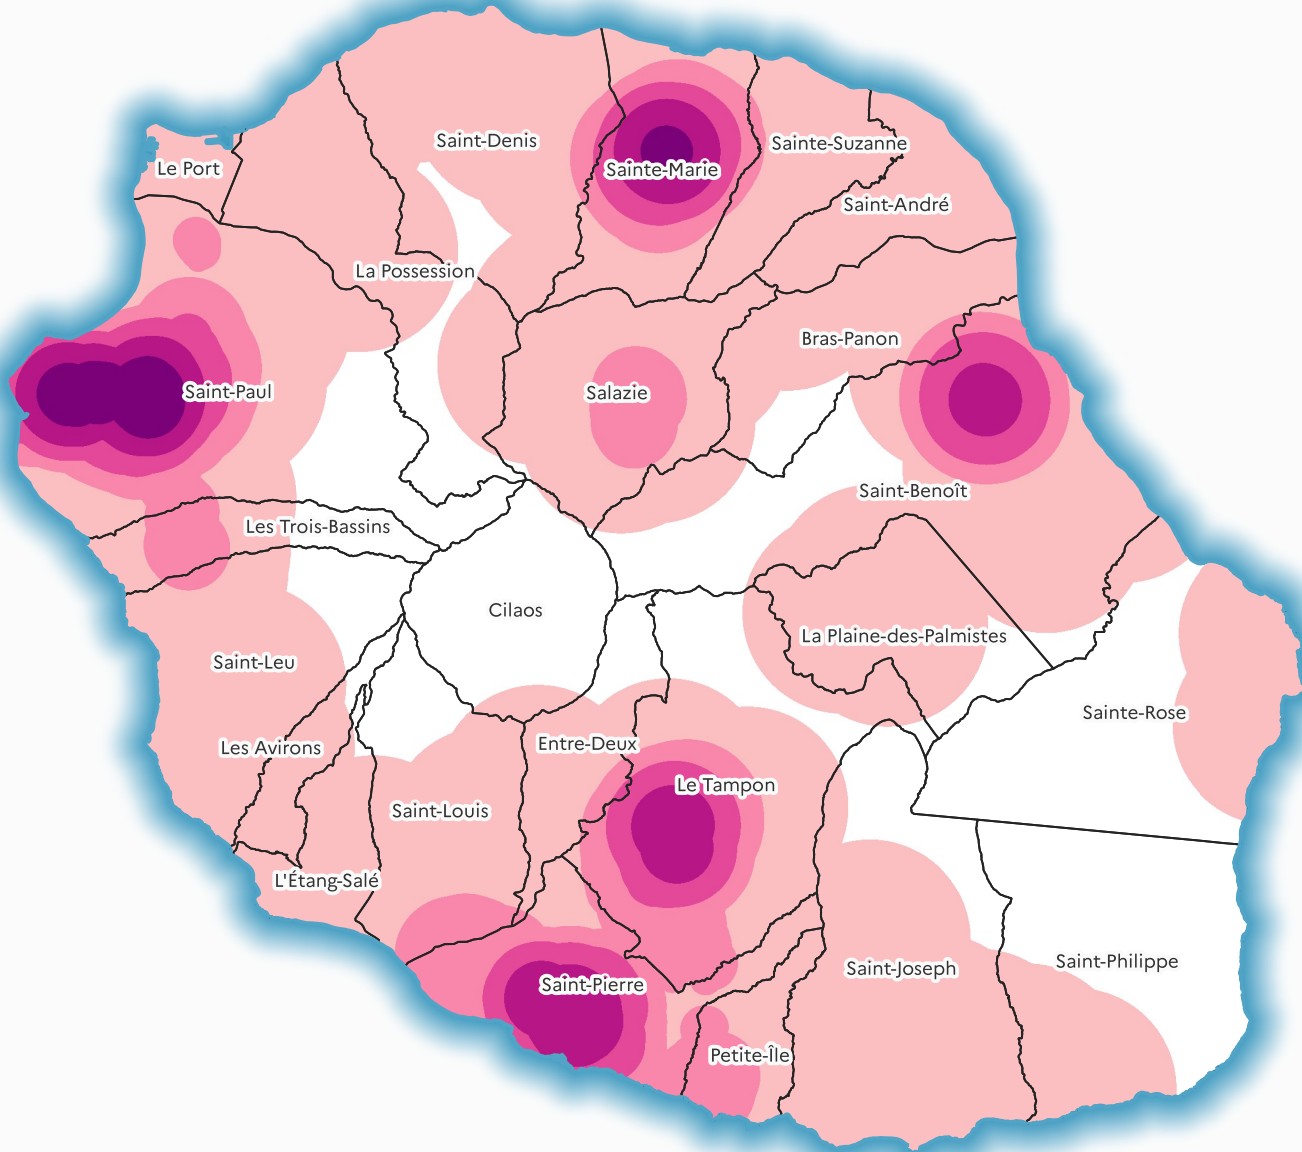 Saint-Denis
Sainte-Suzanne
Le Port
Sainte-Marie
Saint-André
La Possession
Bras-Panon
Saint-Paul
Salazie
Saint-Benoît
Les Trois-Bassins
Cilaos
La Plaine-des-Palmistes
Saint-Leu
Sainte-Rose
Les Avirons
Entre-Deux
Le Tampon
Saint-Louis
L'Étang-Salé
Saint-Philippe
Saint-Joseph
Saint-Pierre
Petite-Île